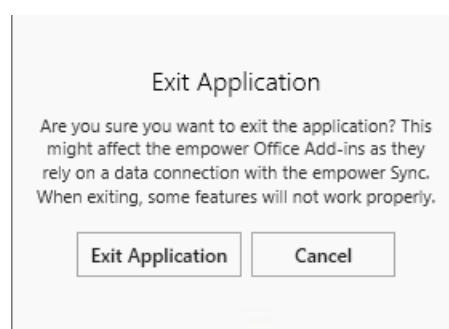 Exit Application
Are you sure you want to exit the application? This
might affect the empower Office Add-ins as they
rely on a data connection with the empower Sync.
When exiting, some features will not work properly.
Exit Application Cancel